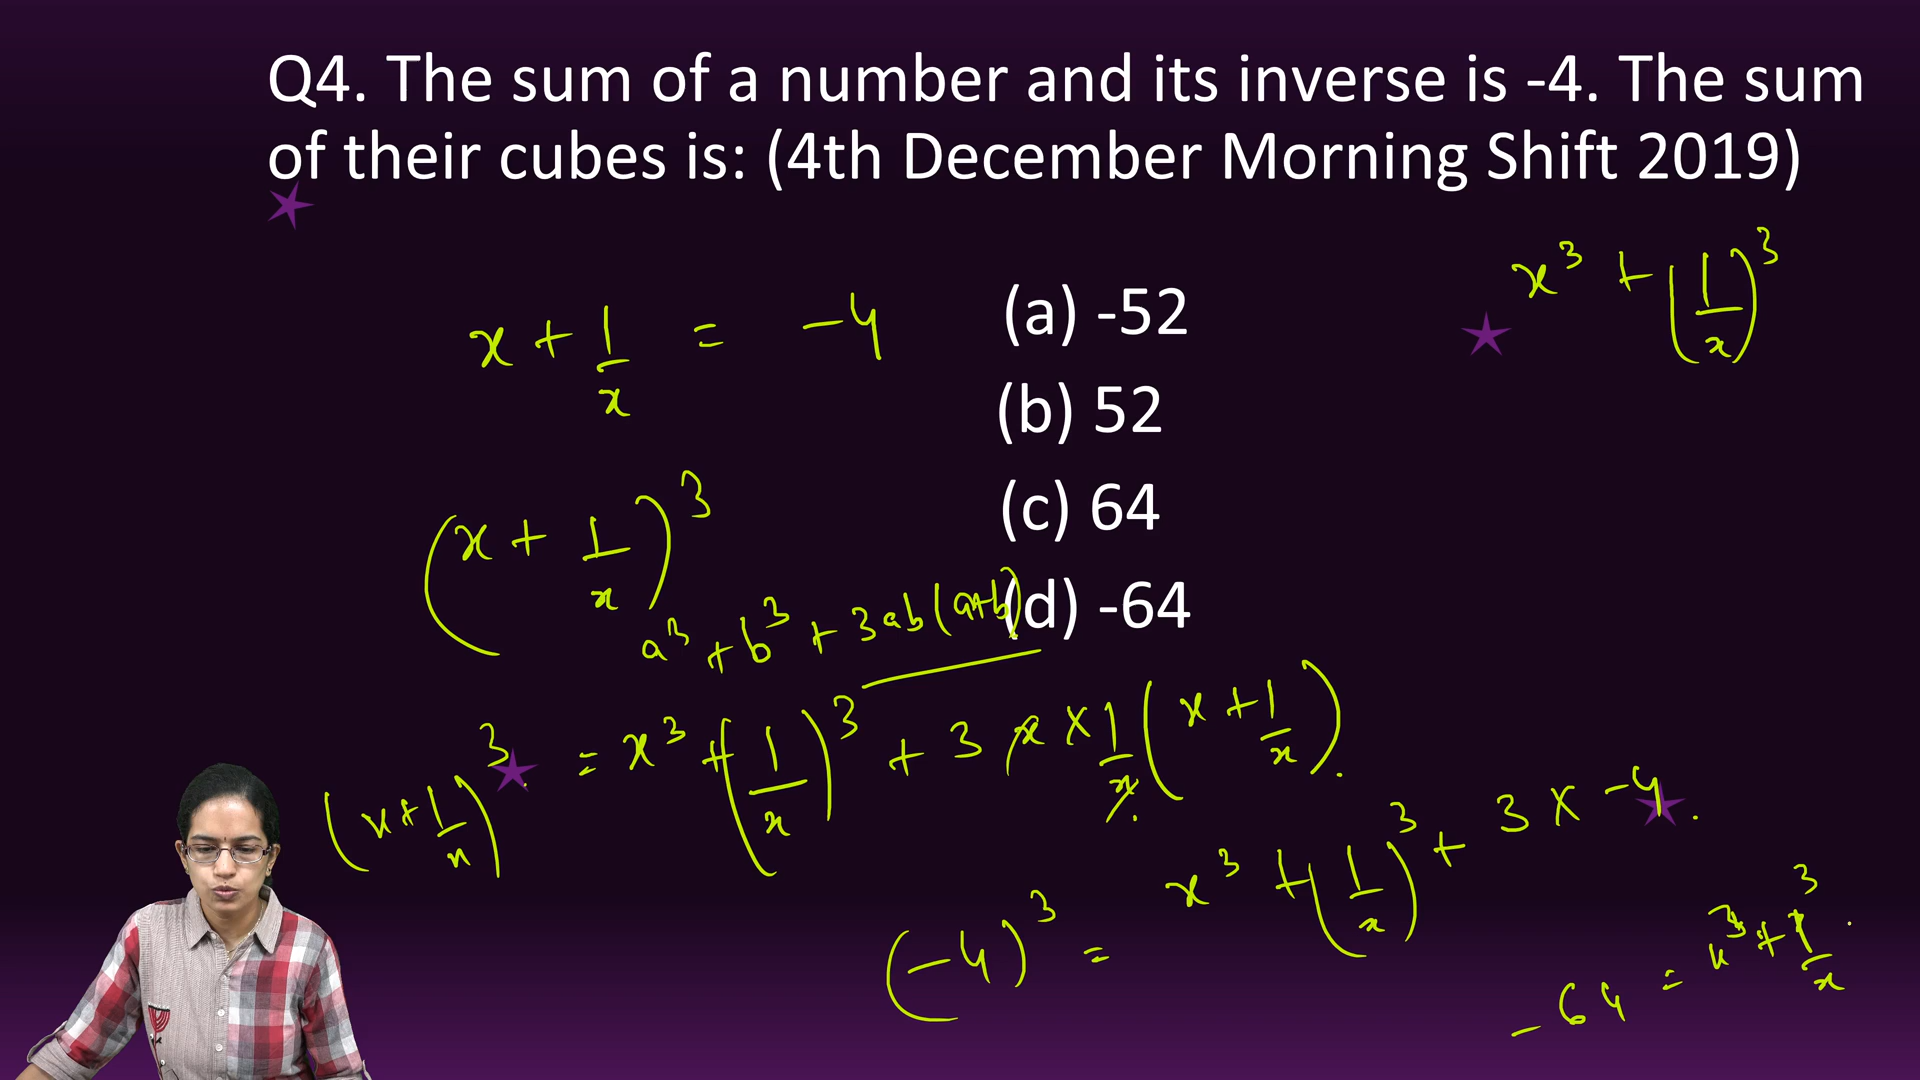 Q4. The sum of a number and its inverse is -4. The sum
of their cubes is: (4th December Morning Shift 2019)
x³ + (1/x)³
x + 1/x = -4
(a) -52
(b) 52
(c) 64
(d) -64
(x + 1/x)³
a³ + b³ + 3ab(a+b)
(x+1/x)³ = x³ + (1/x)³ + 3 x × 1/x (x + 1/x).
(-4)³ = x³ + (1/x)³ + 3 × -4.
-64 = x³ + 1/x³